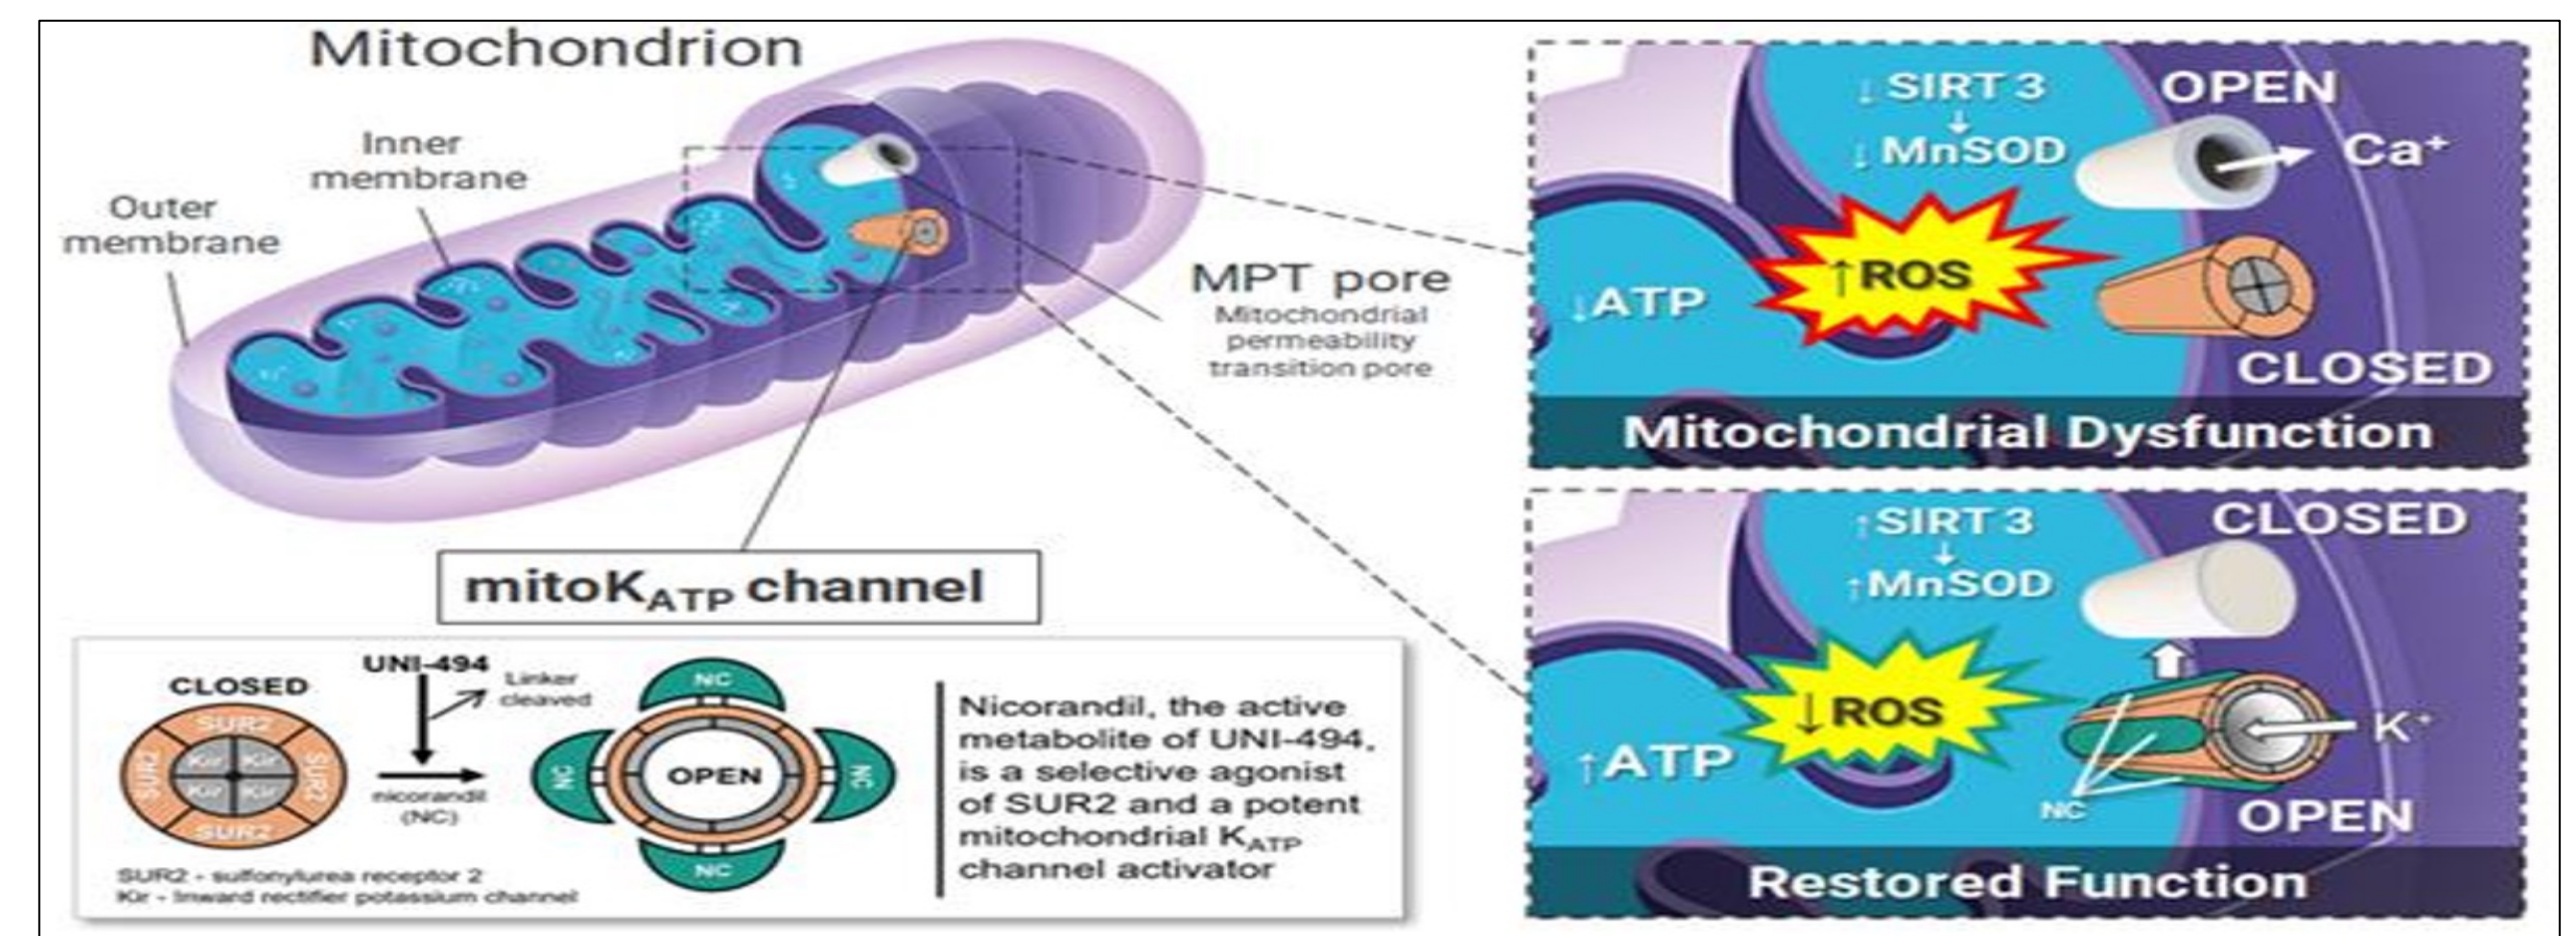 Mitochondrion
Inner
membrane
Outer
membrane
MPT pore
Mitochondrial
permeability
transition pore
mitoKATP channel
CLOSED
SUR2
SUR2
SUR2
SUR2
Kir Kir
Kir Kir
UNI-494
Linker
cleaved
nicorandil
(NC)
NC
NC
NC
NC
OPEN
SUR2 - sulfonylurea receptor 2
Kir - Inward rectifier potassium channel
Nicorandil, the active
metabolite of UNI-494,
is a selective agonist
of SUR2 and a potent
mitochondrial KATP
channel activator
↓ SIRT 3
↓
↓ MnSOD
OPEN
Ca⁺
↑ROS
↓ATP
CLOSED
Mitochondrial Dysfunction
↑SIRT 3
↓
↑MnSOD
CLOSED
↓ROS
↑ATP
K⁺
NC
OPEN
Restored Function